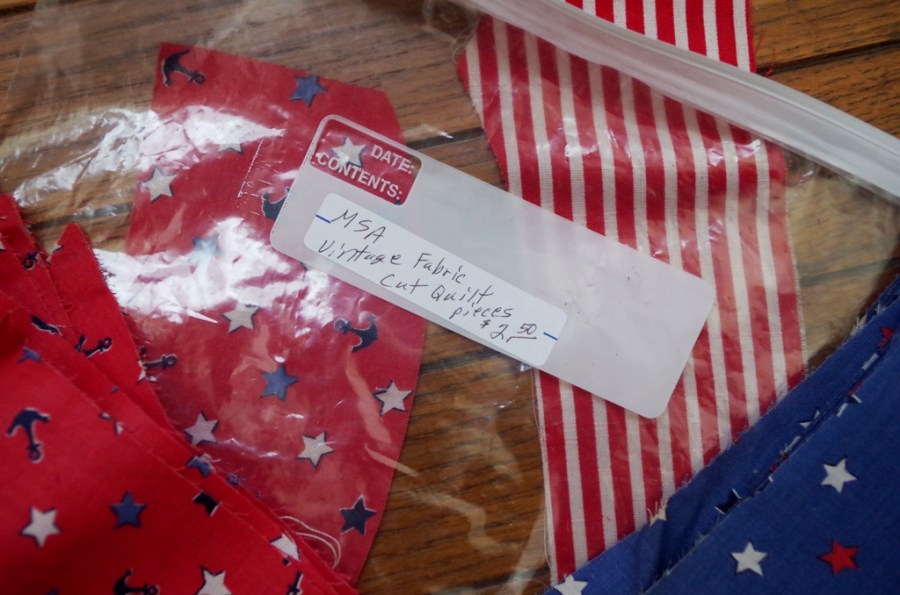 DATE:
CONTENTS:
MSA
Vintage Fabric
Cut Quilt
pieces
$2.50